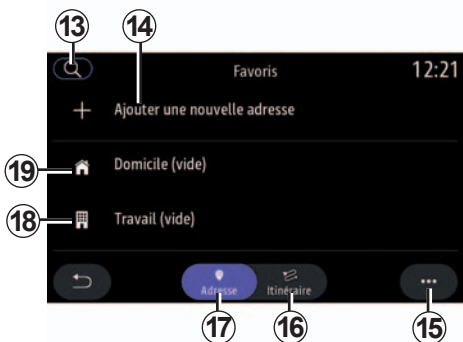 13 14
Favoris 12:21
Ajouter une nouvelle adresse
19 Domicile (vide)
18 Travail (vide)
Adresse Itinéraire
17 16 15